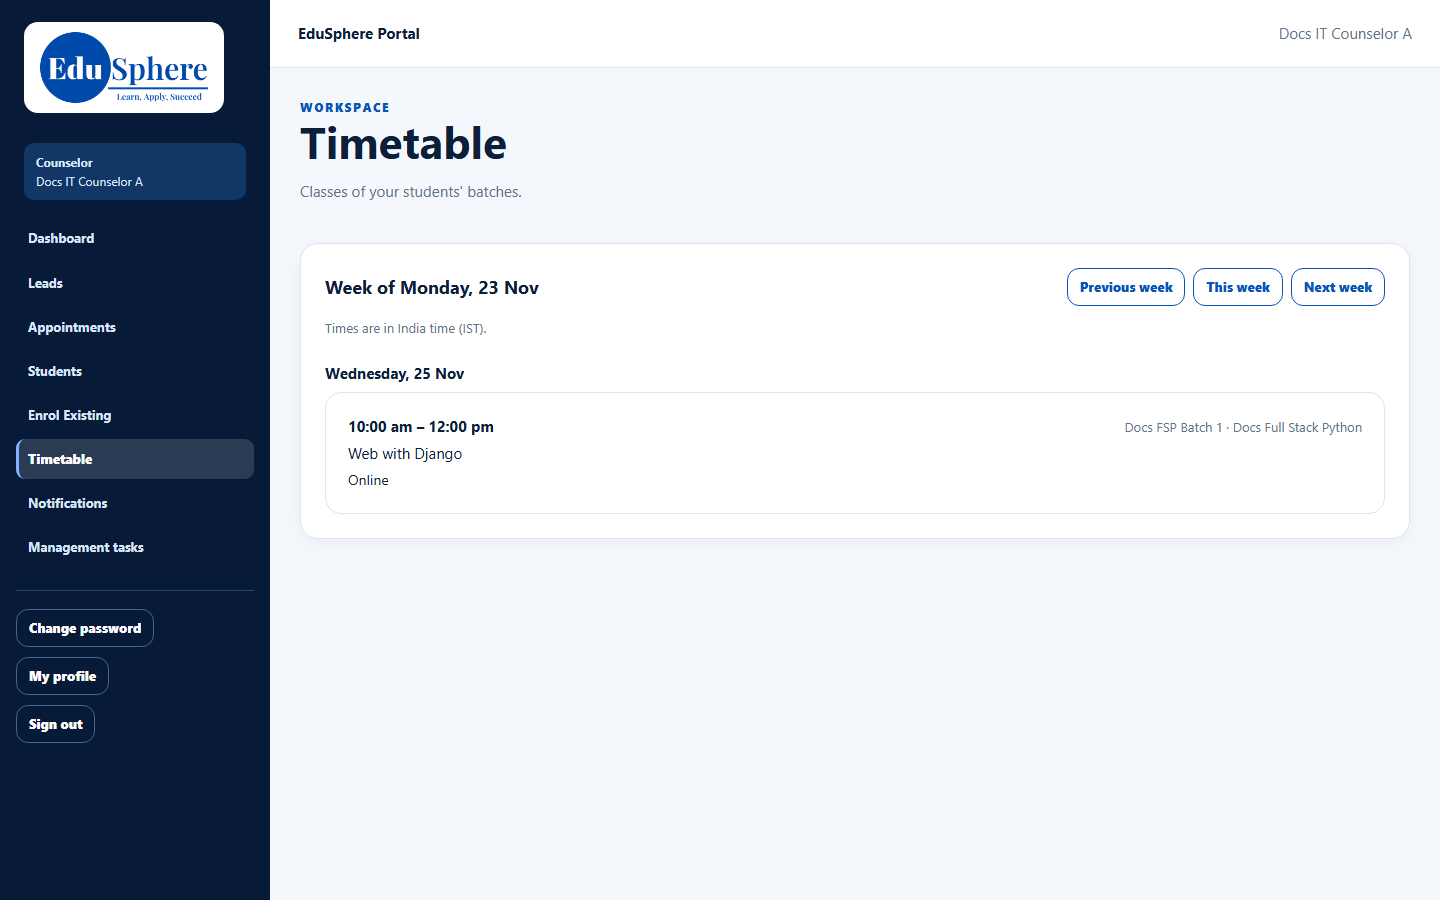 EduSphere
Learn. Apply, Succeed
Counselor
Docs IT Counselor A
Dashboard
Leads
Appointments
Students
Enrol Existing
Timetable
Notifications
Management tasks
Change password
My profile
Sign out
EduSphere Portal
Docs IT Counselor A
WORKSPACE
Timetable
Classes of your students' batches.
Week of Monday, 23 Nov
Previous week
This week
Next week
Times are in India time (IST).
Wednesday, 25 Nov
10:00 am – 12:00 pm
Docs FSP Batch 1 · Docs Full Stack Python
Web with Django
Online